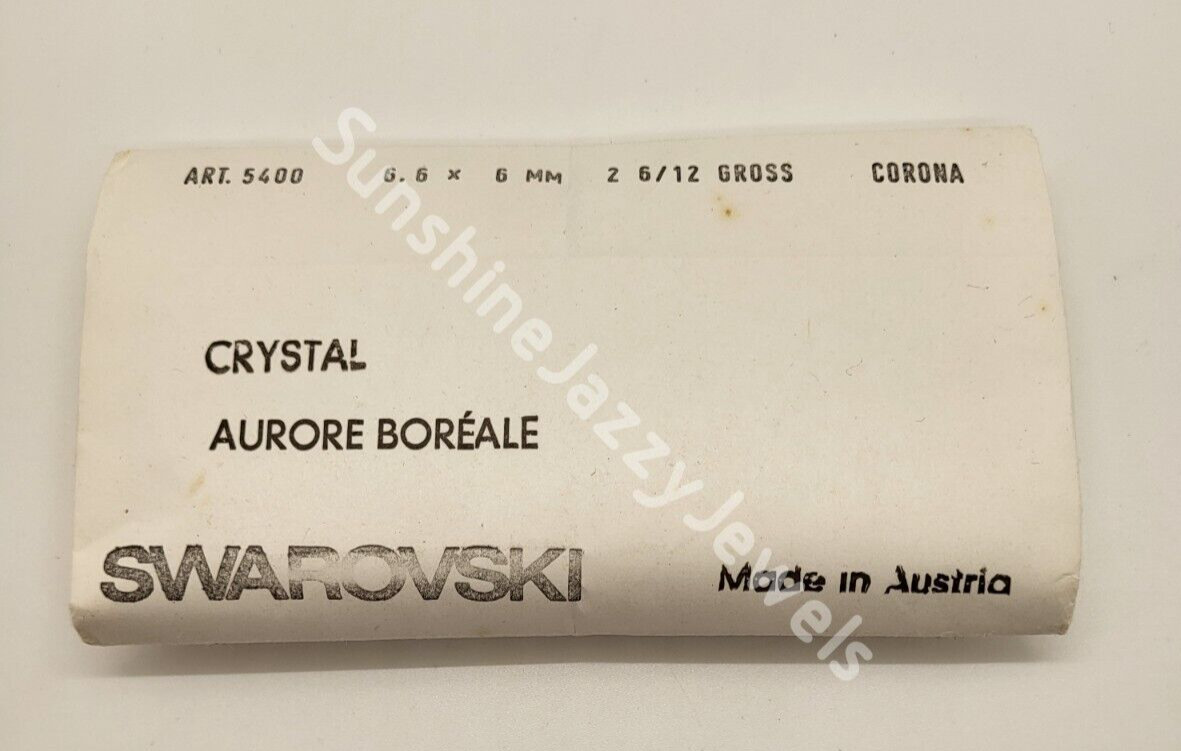 ART. 5400 6.6 × 6 MM 2 6/12 GROSS CORONA
CRYSTAL
AURORE BORÉALE
SWAROVSKI Made in Austria
SunshineJazzyJewels